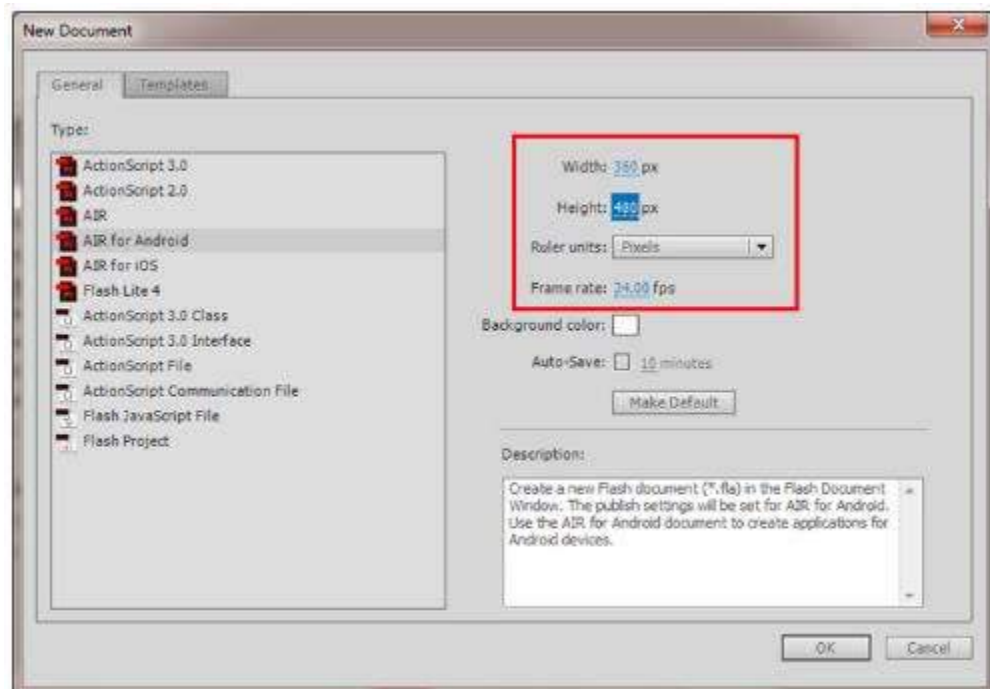 New Document
General
Templates
Type:
ActionScript 3.0
ActionScript 2.0
AIR
AIR for Android
AIR for iOS
Flash Lite 4
ActionScript 3.0 Class
ActionScript 3.0 Interface
ActionScript File
ActionScript Communication File
Flash JavaScript File
Flash Project
Width: 360 px
Height: 480 px
Ruler units: Pixels
Frame rate: 24.00 fps
Background color:
Auto-Save: 10 minutes
Make Default
Description:
Create a new Flash document (*.fla) in the Flash Document
Window. The publish settings will be set for AIR for Android.
Use the AIR for Android document to create applications for
Android devices.
OK
Cancel